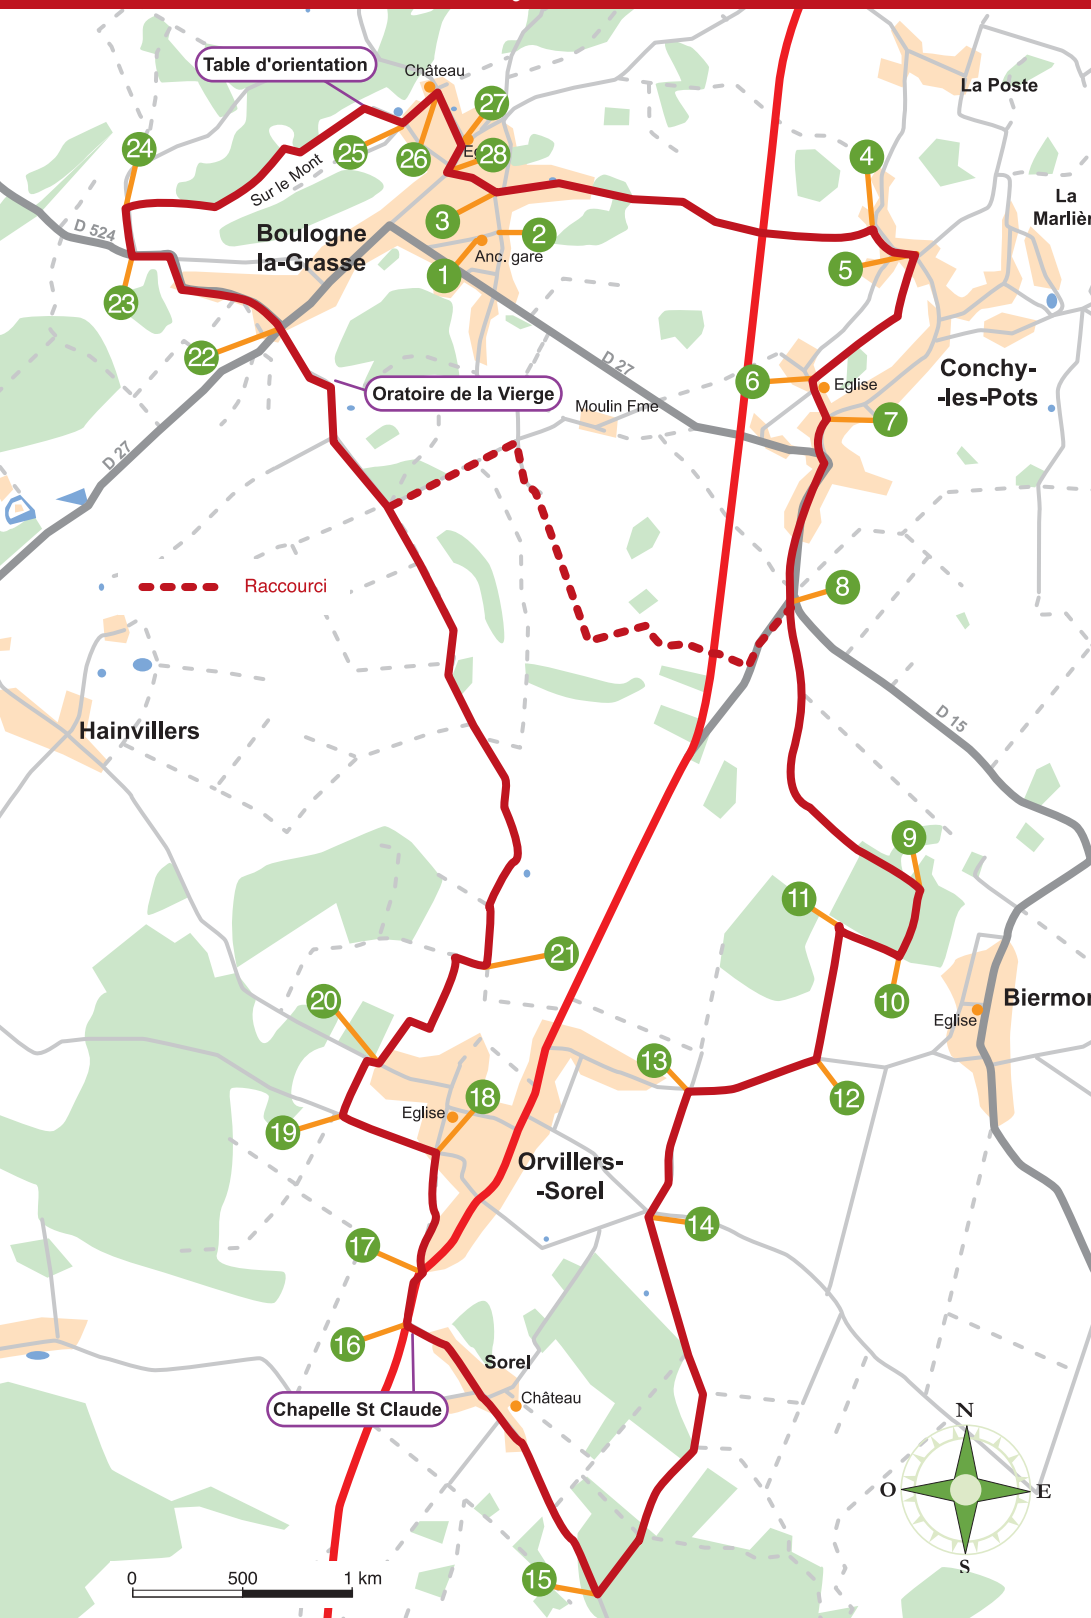 Table d'orientation
Château
La Poste
27
24
25
26
Eg
28
4
Sur le Mont
La
Marlièr
D 524
Boulogne
la-Grasse
3
2
Anc. gare
1
5
23
22
D 27
6
Eglise
Conchy-
-les-Pots
Oratoire de la Vierge
Moulin Fme
7
D 27
Raccourci
8
Hainvillers
D 15
9
11
21
10
Biermon
20
Eglise
13
12
18
Eglise
19
Orvillers-
-Sorel
14
17
16
Sorel
Château
Chapelle St Claude
N
O
E
S
15
0
500
1 km